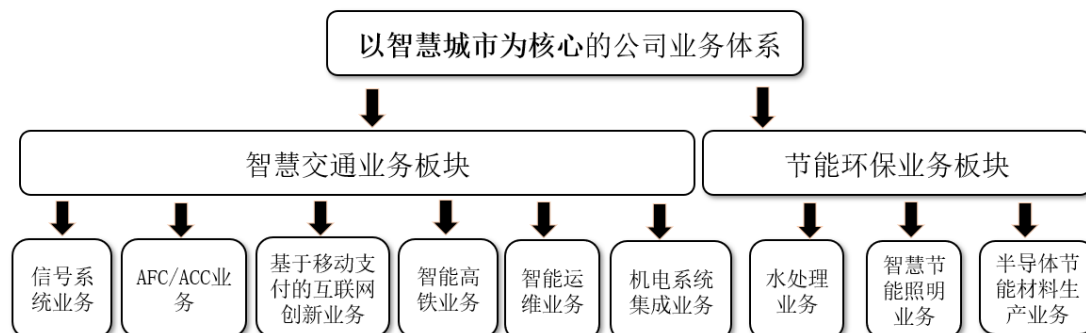 以智慧城市为核心的公司业务体系
智慧交通业务板块
节能环保业务板块
信号系
统业务
AFC/ACC业
务
基于移动支
付的互联网
创新业务
智能高
铁业务
智能运
维业务
机电系统
集成业务
水处理
业务
智慧节
能照明
业务
半导体节
能材料生
产业务